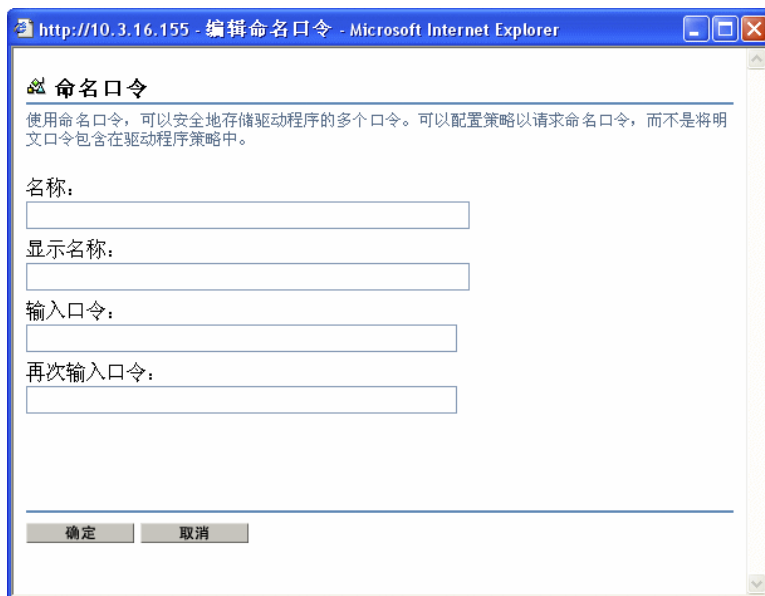 http://10.3.16.155 - 编辑命名口令 - Microsoft Internet Explorer
命名口令
使用命名口令，可以安全地存储驱动程序的多个口令。可以配置策略以请求命名口令，而不是将明
文口令包含在驱动程序策略中。
名称：
显示名称：
输入口令：
再次输入口令：
确定 取消